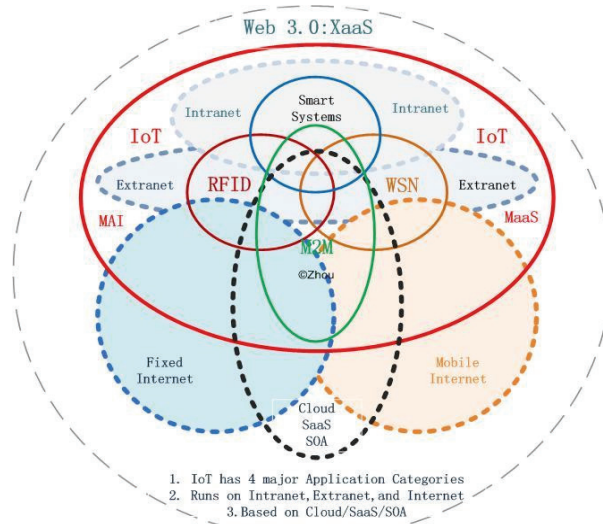 Web 3.0:XaaS
Smart
Systems
Intranet
Intranet
IoT
IoT
Extranet
RFID
WSN
Extranet
MAI
MaaS
M2M
©Zhou
Fixed
Internet
Mobile
Internet
Cloud
SaaS
SOA
1. IoT has 4 major Application Categories
2. Runs on Intranet,Extranet,and Internet
3.Based on Cloud/SaaS/SOA